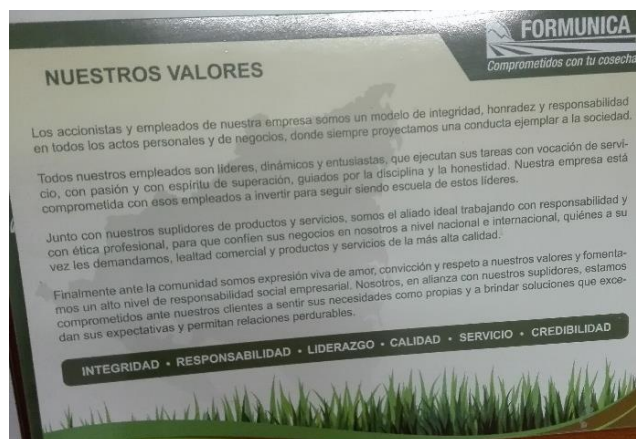 FORMUNICA
Comprometidos con tu cosecha
NUESTROS VALORES
Los accionistas y empleados de nuestra empresa somos un modelo de integridad, honradez y responsabilidad
en todos los actos personales y de negocios, donde siempre proyectamos una conducta ejemplar a la sociedad.
Todos nuestros empleados son líderes, dinámicos y entusiastas, que ejecutan sus tareas con vocación de servi-
cio, con pasión y con espíritu de superación, guiados por la disciplina y la honestidad. Nuestra empresa está
comprometida con esos empleados a invertir para seguir siendo escuela de estos líderes.
Junto con nuestros suplidores de productos y servicios, somos el aliado ideal trabajando con responsabilidad y
con ética profesional, para que confíen sus negocios en nosotros a nivel nacional e internacional, quiénes a su
vez les demandamos, lealtad comercial y productos y servicios de la más alta calidad.
Finalmente ante la comunidad somos expresión viva de amor, convicción y respeto a nuestros valores y fomenta-
mos un alto nivel de responsabilidad social empresarial. Nosotros, en alianza con nuestros suplidores, estamos
comprometidos ante nuestros clientes a sentir sus necesidades como propias y a brindar soluciones que exce-
dan sus expectativas y permitan relaciones perdurables.
INTEGRIDAD • RESPONSABILIDAD • LIDERAZGO • CALIDAD • SERVICIO • CREDIBILIDAD